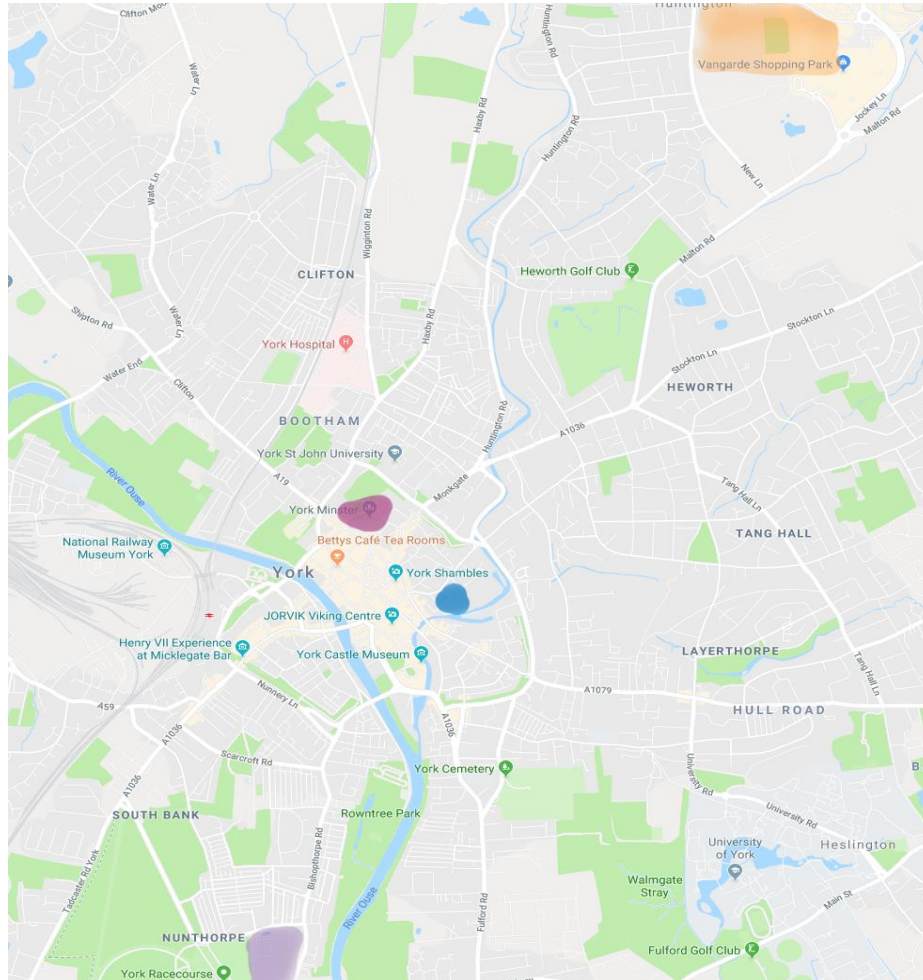 Clifton Moo
Huntington
Water Ln
Haxby Rd
Huntington Rd
Vangarde Shopping Park
Jockey Ln
Malton Rd
Huntington Rd
Water Ln
New Ln
Wigginton Rd
Malton Rd
CLIFTON
Heworth Golf Club
Shipton Rd
Water Ln
Haxby Rd
Stockton Ln
York Hospital
Stockton Ln
Water End
Clifton
HEWORTH
BOOTHAM
Huntington Rd
A1036
York St John University
A19
Monkgate
River Ouse
Tang Hall Ln
York Minster
TANG HALL
National Railway
Museum York
Bettys Café Tea Rooms
York
York Shambles
JORVIK Viking Centre
Henry VII Experience
at Micklegate Bar
York Castle Museum
LAYERTHORPE
Tang Hall Ln
Nunnery Ln
A1079
A59
HULL ROAD
A1036
A1036
Scarcroft Rd
York Cemetery
B
University Rd
A1036
SOUTH BANK
Rowntree Park
University Rd
University
of York
Heslington
Bishopthorpe Rd
Tadcaster Rd York
Walmgate
Stray
Main St
River Ouse
Fulford Rd
NUNTHORPE
Fulford Golf Club
York Racecourse